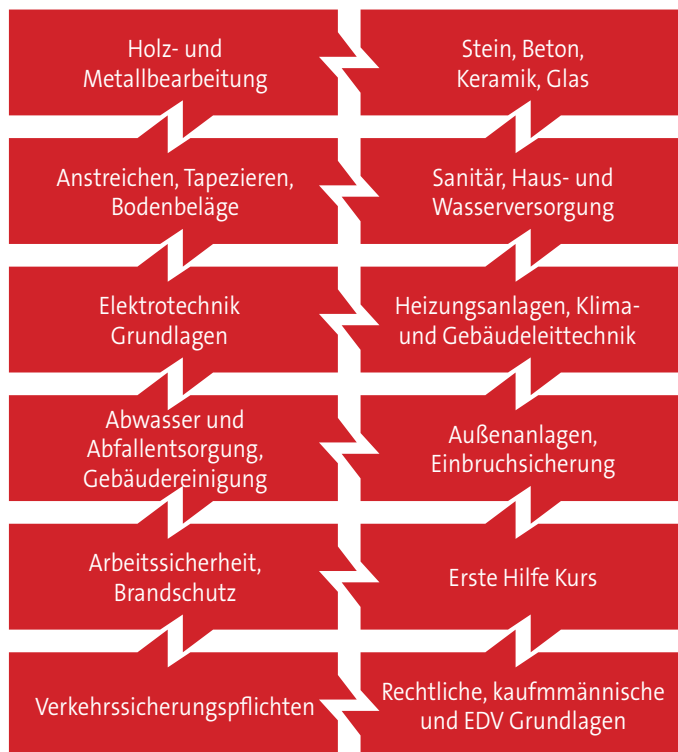 Holz- und
Metallbearbeitung
Stein, Beton,
Keramik, Glas
Anstreichen, Tapezieren,
Bodenbeläge
Sanitär, Haus- und
Wasserversorgung
Elektrotechnik
Grundlagen
Heizungsanlagen, Klima-
und Gebäudeleittechnik
Abwasser und
Abfallentsorgung,
Gebäudereinigung
Außenanlagen,
Einbruchsicherung
Arbeitssicherheit,
Brandschutz
Erste Hilfe Kurs
Verkehrssicherungspflichten
Rechtliche, kaufmmännische
und EDV Grundlagen